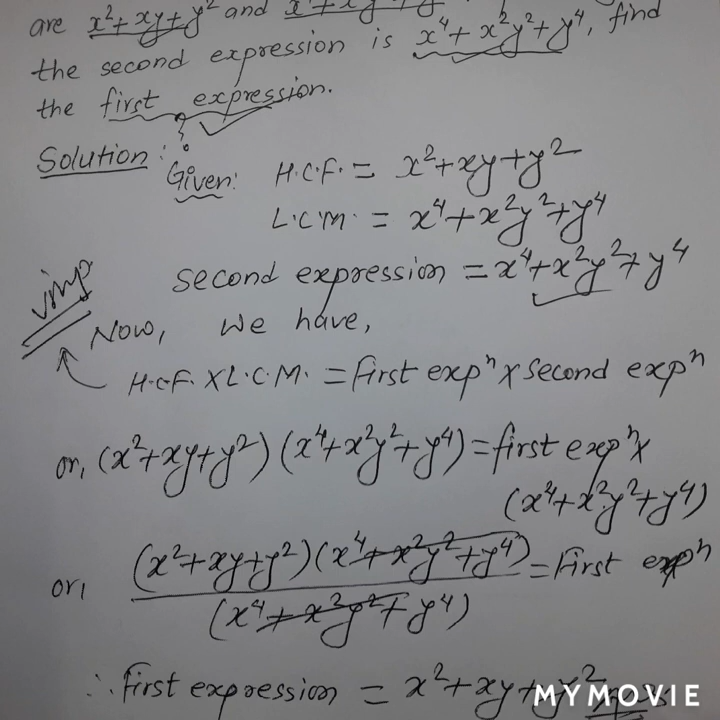 are x²+xy+y² and
the second expression is x⁴+x²y²+y⁴, find
the first expression.
Solution:
Given: H.C.F. = x²+xy+y²
L.C.M. = x⁴+x²y²+y⁴
second expression = x⁴+x²y²+y⁴
Vimp
Now, we have,
H.C.F. X L.C.M. = first expⁿ x second expⁿ
or, (x²+xy+y²) (x⁴+x²y²+y⁴) = first expⁿ x
(x⁴+x²y²+y⁴)
or, (x²+xy+y²)(x⁴+x²y²+y⁴) = first expⁿ
(x⁴+x²y²+y⁴)
∴ first expression = x²+xy+y²
MYMOVIE